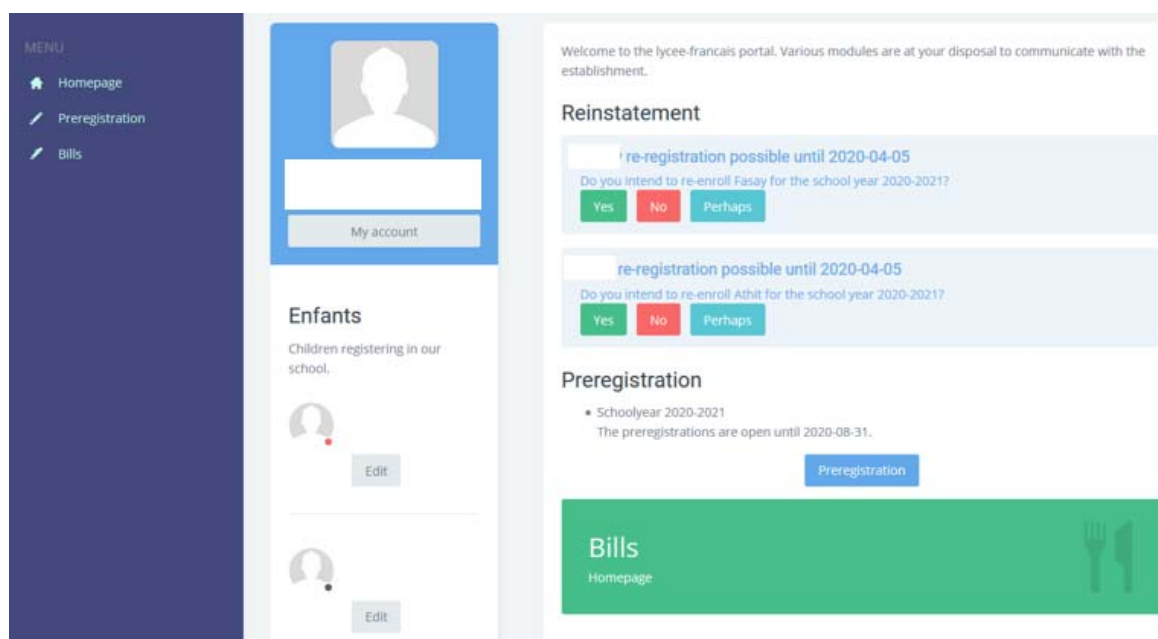 MENU
Homepage
Preregistration
Bills
My account
Enfants
Children registering in our
school.
Edit
Edit
Welcome to the lycee-francais portal. Various modules are at your disposal to communicate with the
establishment.
Reinstatement
re-registration possible until 2020-04-05
Do you intend to re-enroll Fasay for the school year 2020-2021?
Yes No Perhaps
re-registration possible until 2020-04-05
Do you intend to re-enroll Athit for the school year 2020-2021?
Yes No Perhaps
Preregistration
• Schoolyear 2020-2021
The preregistrations are open until 2020-08-31.
Preregistration
Bills
Homepage